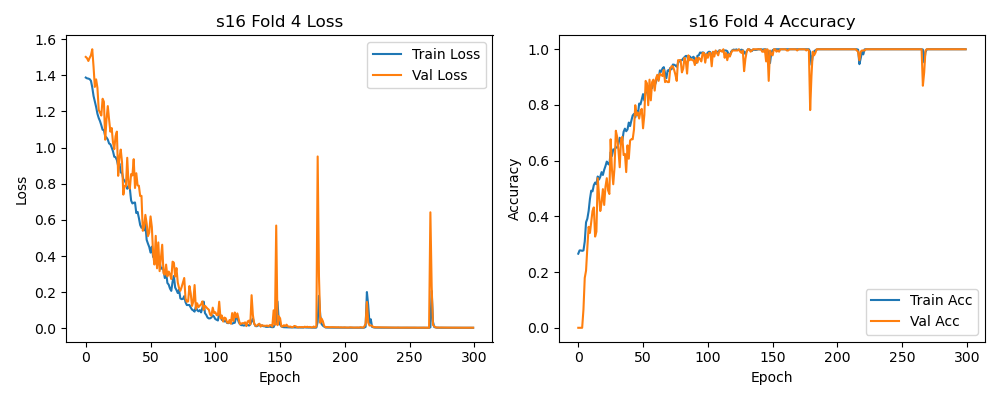 s16 Fold 4 Loss
Loss
1.6
1.4
1.2
1.0
0.8
0.6
0.4
0.2
0.0
Train Loss
Val Loss
0 50 100 150 200 250 300
Epoch
s16 Fold 4 Accuracy
Accuracy
1.0
0.8
0.6
0.4
0.2
0.0
Train Acc
Val Acc
0 50 100 150 200 250 300
Epoch